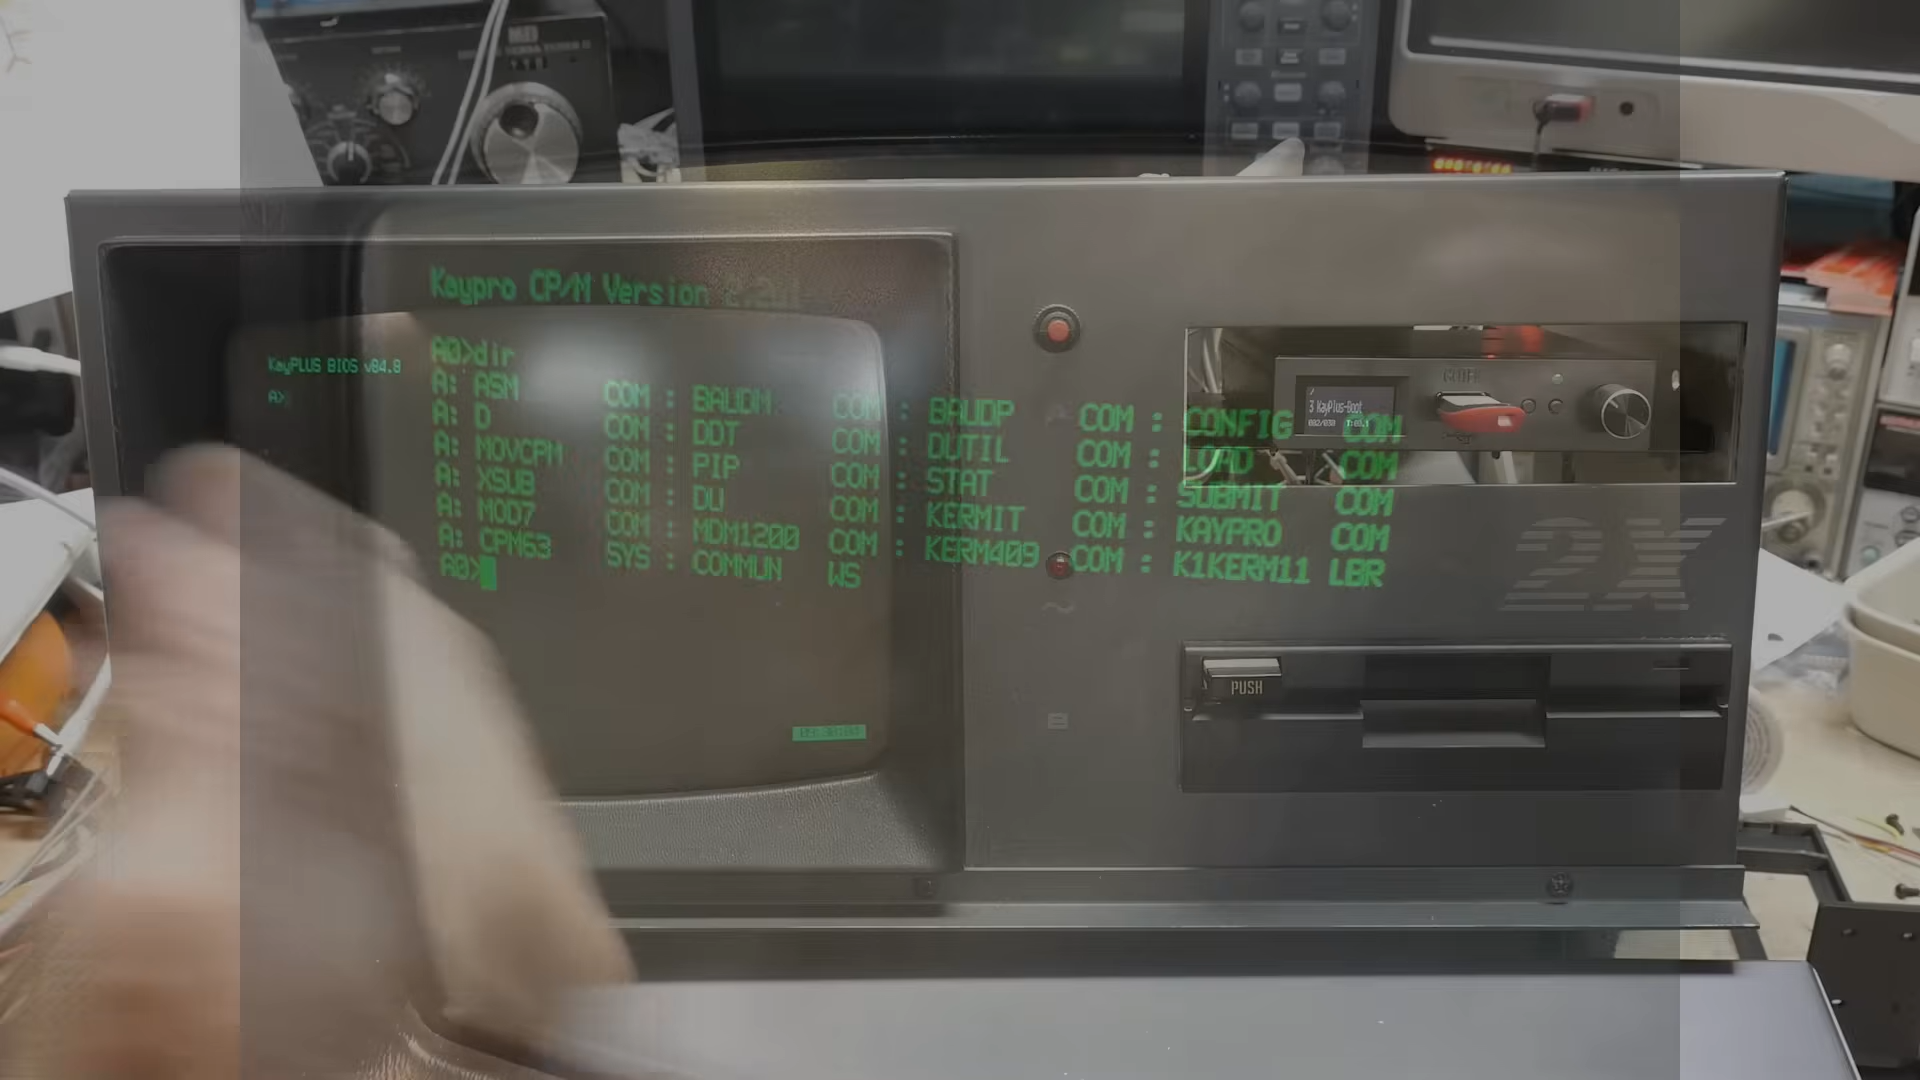 Kaypro CP/M Version
A0>dir
A: ASM COM : BAUDM COM : BAUDP COM : CONFIG COM
A: D COM : DDT COM : DUTIL COM : LOAD COM
A: MOVCPM COM : PIP COM : STAT COM : SUBMIT COM
A: XSUB COM : DU COM : KERMIT COM : KAYPRO COM
A: MOD7 COM : MDM1200 COM : KERM409 COM : K1KERM11 LBR
A: CPM63 SYS : COMMUN WS
A0>
KayPLUS BIOS v84.8
A>
3 KayPlus-Boot
2X
PUSH